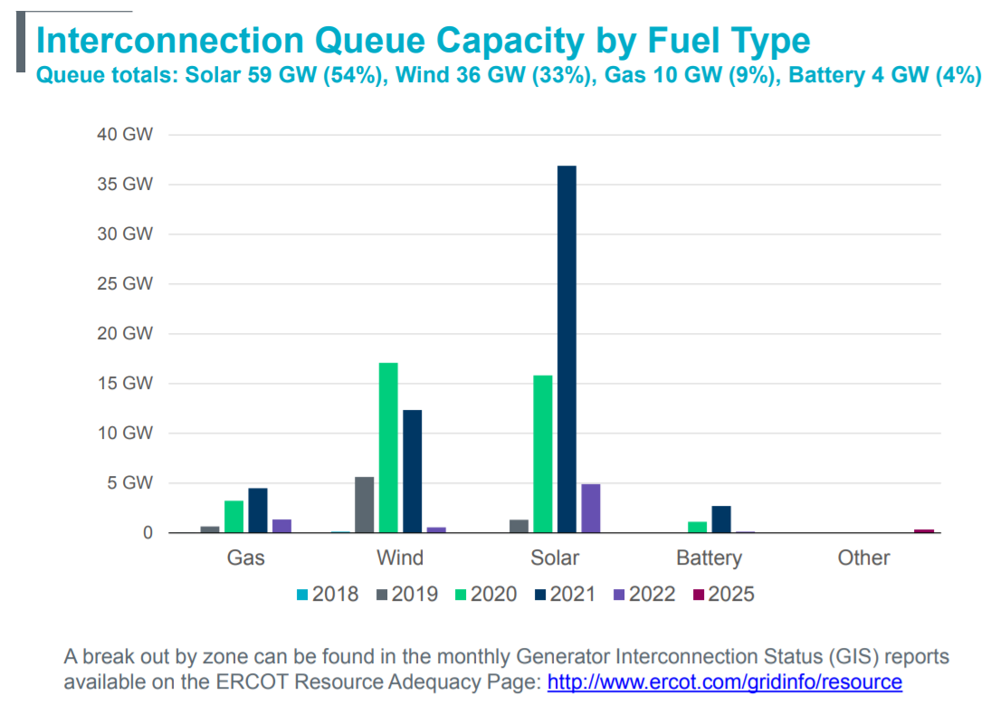 Interconnection Queue Capacity by Fuel Type
Queue totals: Solar 59 GW (54%), Wind 36 GW (33%), Gas 10 GW (9%), Battery 4 GW (4%)
40 GW
35 GW
30 GW
25 GW
20 GW
15 GW
10 GW
5 GW
0
Gas Wind Solar Battery Other
2018 2019 2020 2021 2022 2025
A break out by zone can be found in the monthly Generator Interconnection Status (GIS) reports
available on the ERCOT Resource Adequacy Page: http://www.ercot.com/gridinfo/resource